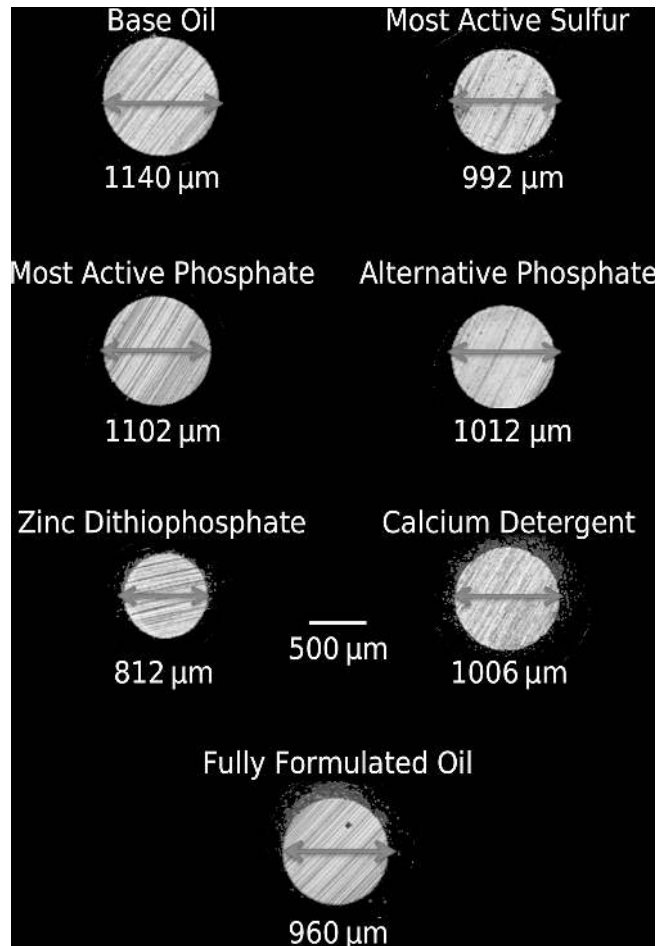 Base Oil
Most Active Sulfur
1140 µm
992 µm
Most Active Phosphate
Alternative Phosphate
1102 µm
1012 µm
Zinc Dithiophosphate
Calcium Detergent
500 µm
812 µm
1006 µm
Fully Formulated Oil
960 µm